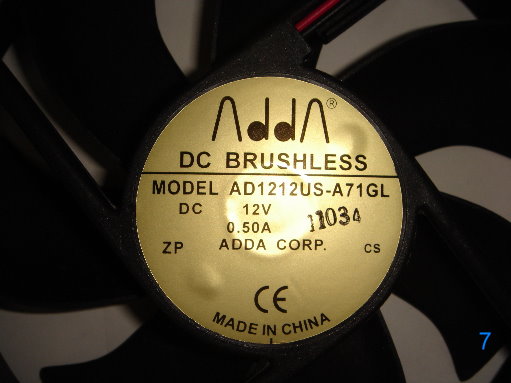 AddA®
DC BRUSHLESS
MODEL AD1212US-A71GL
DC 12V
0.50A 11034
ZP ADDA CORP. CS
CE
MADE IN CHINA
7